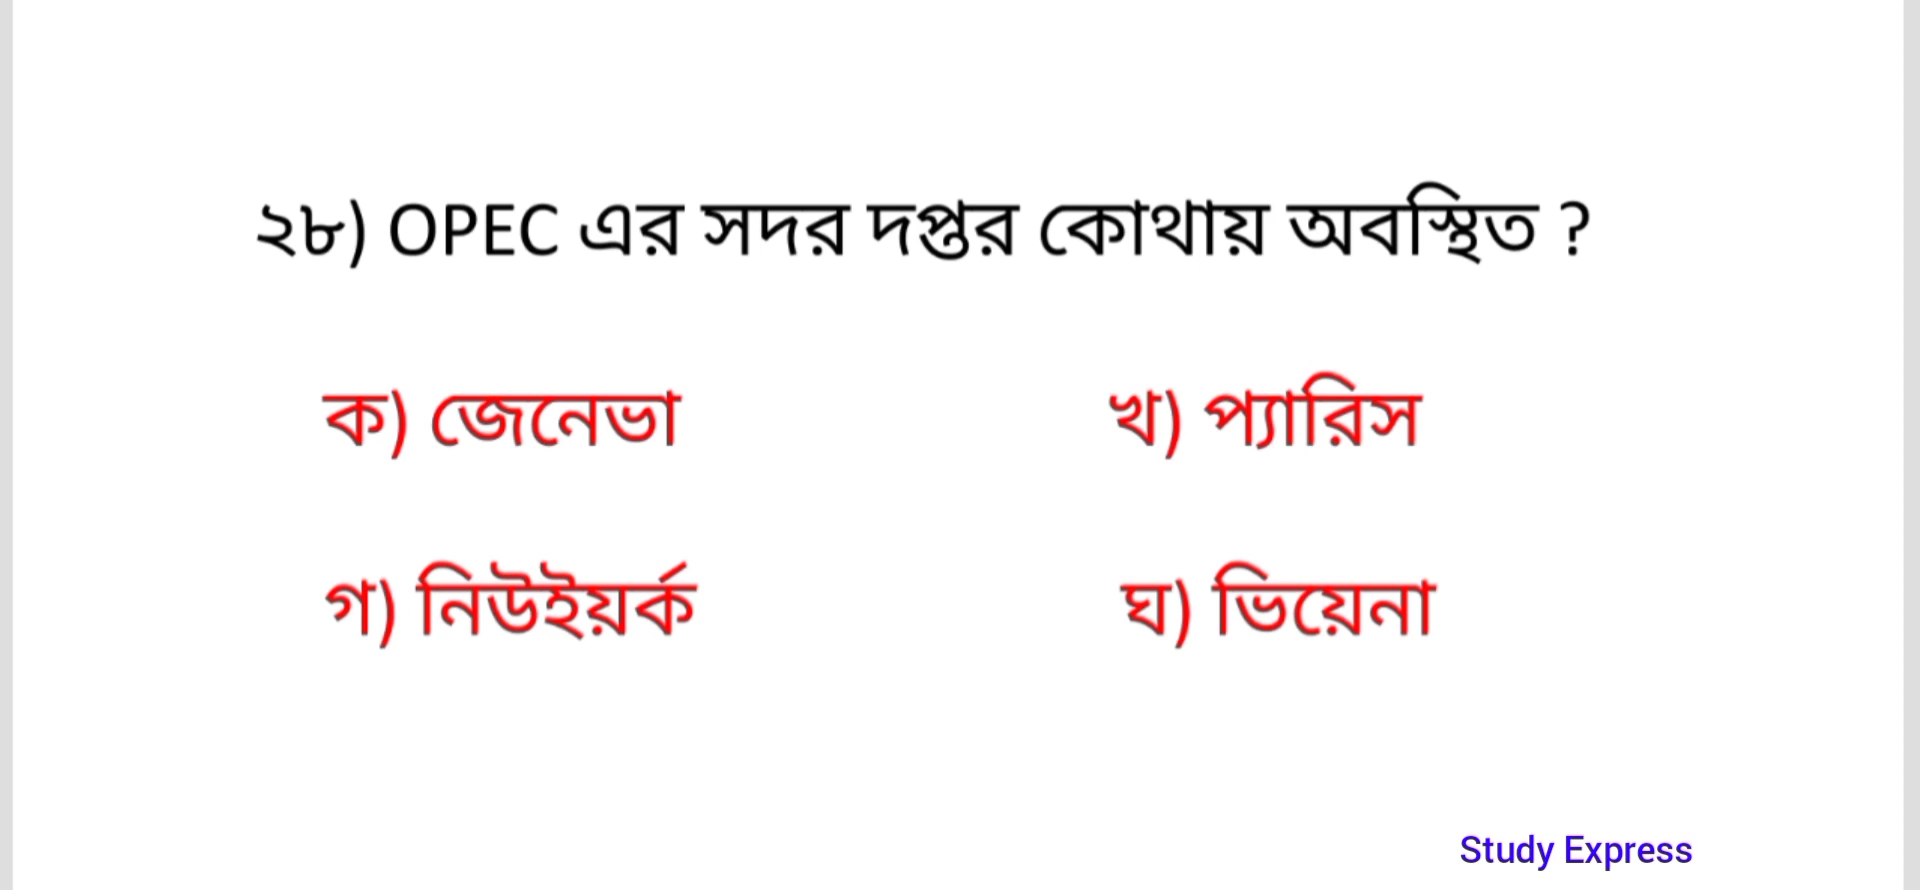 ২৮) OPEC এর সদর দপ্তর কোথায় অবস্থিত ?
ক) জেনেভা খ) প্যারিস
গ) নিউইয়র্ক ঘ) ভিয়েনা
Study Express